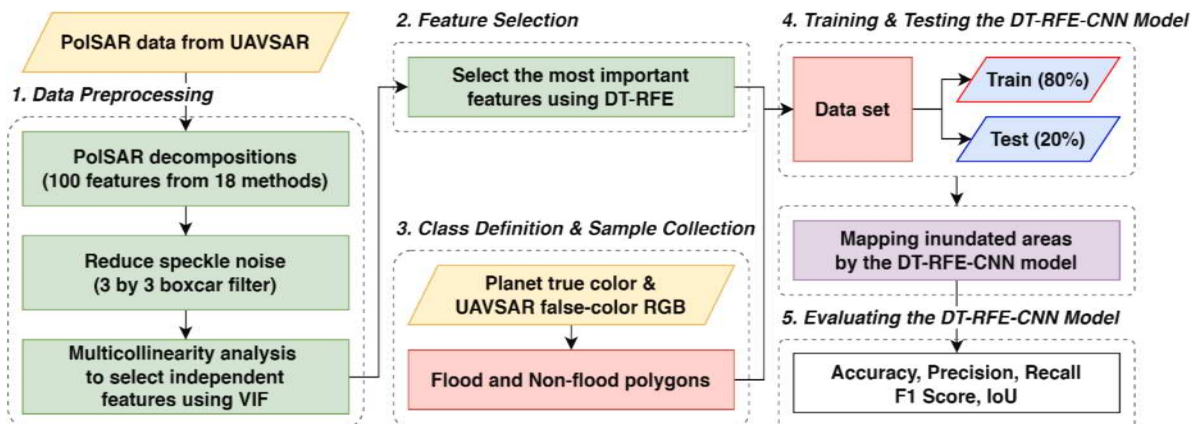 PolSAR data from UAVSAR
1. Data Preprocessing
PolSAR decompositions
(100 features from 18 methods)
Reduce speckle noise
(3 by 3 boxcar filter)
Multicollinearity analysis
to select independent
features using VIF
2. Feature Selection
Select the most important
features using DT-RFE
3. Class Definition & Sample Collection
Planet true color &
UAVSAR false-color RGB
Flood and Non-flood polygons
4. Training & Testing the DT-RFE-CNN Model
Data set
Train (80%)
Test (20%)
Mapping inundated areas
by the DT-RFE-CNN model
5. Evaluating the DT-RFE-CNN Model
Accuracy, Precision, Recall
F1 Score, IoU